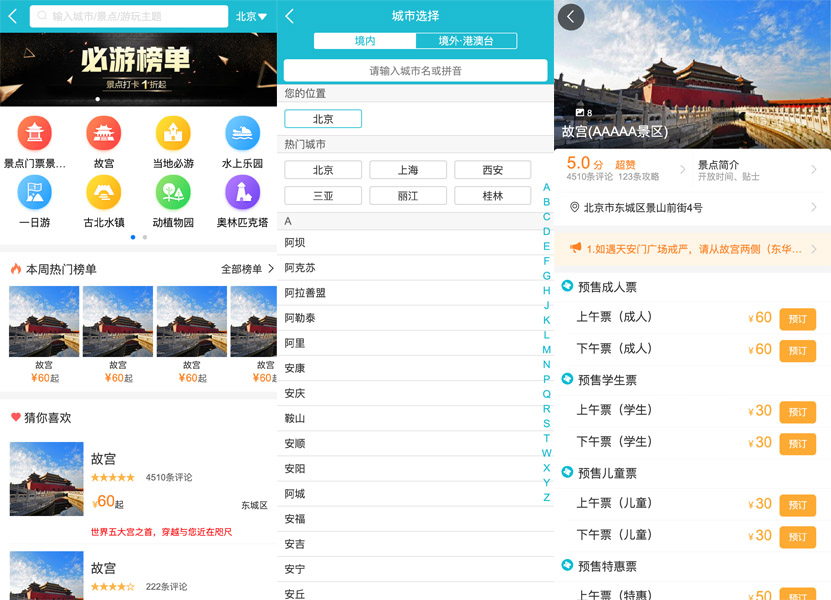 输入城市/景点/游玩主题
北京
必游榜单
景点打卡 1折起
景点门票景...
故宫
当地必游
水上乐园
一日游
古北水镇
动植物园
奥林匹克塔
本周热门榜单
全部榜单
故宫
¥60起
故宫
¥60起
故宫
¥60起
故宫
¥60起
猜你喜欢
故宫
4510条评论
¥60起
东城区
世界五大宫之首，穿越与您近在咫尺
故宫
222条评论
城市选择
境内
境外·港澳台
请输入城市名或拼音
您的位置
北京
热门城市
北京
上海
西安
三亚
丽江
桂林
A
阿坝
阿克苏
阿拉善盟
阿勒泰
阿里
安康
安庆
鞍山
安顺
安阳
阿城
安福
安吉
安宁
安丘
A
B
C
D
E
F
G
H
J
K
L
M
N
P
Q
R
S
T
W
X
Y
Z
8
故宫(AAAAA景区)
5.0分 超赞
4510条评论 123条攻略
景点简介
开放时间、贴士
北京市东城区景山前街4号
1.如遇天安门广场戒严，请从故宫两侧（东华...
预售成人票
上午票（成人）
¥60
预订
下午票（成人）
¥60
预订
预售学生票
上午票（学生）
¥30
预订
下午票（学生）
¥30
预订
预售儿童票
上午票（儿童）
¥30
预订
下午票（儿童）
¥30
预订
预售特惠票
上午票（特惠）
¥50
预订